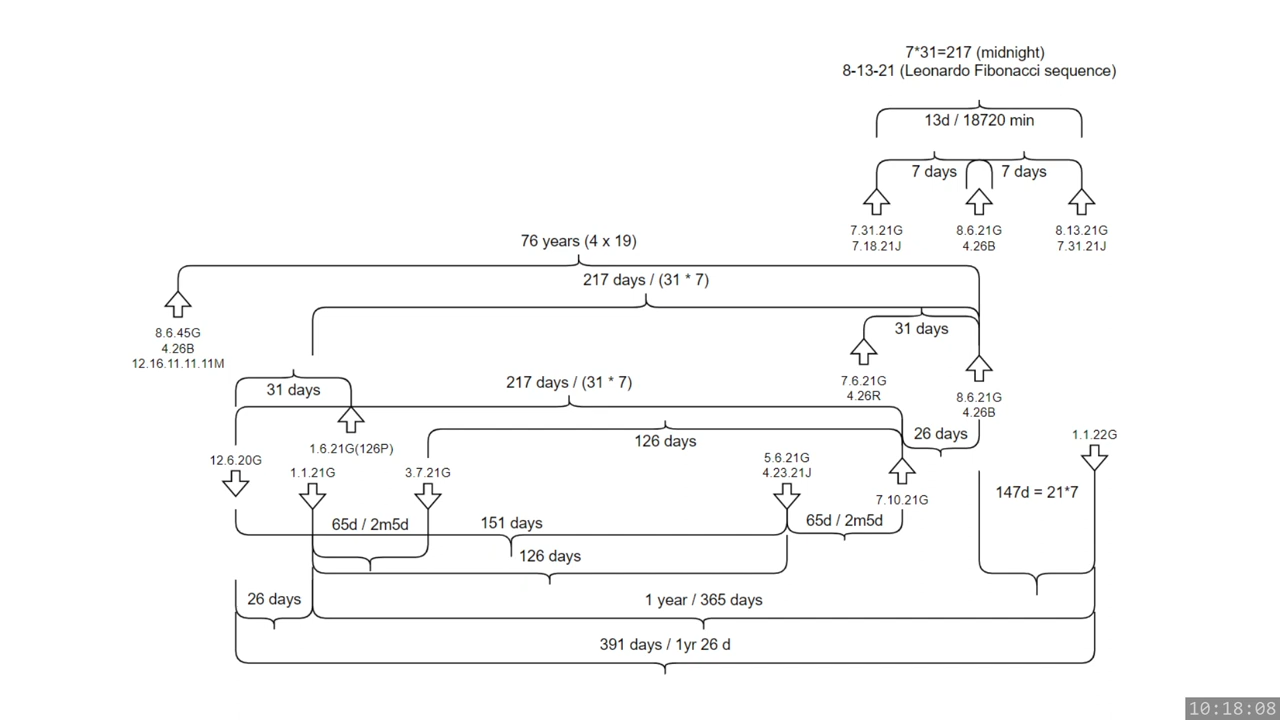 7*31=217 (midnight)
8-13-21 (Leonardo Fibonacci sequence)
13d / 18720 min
7 days
7 days
7.31.21G
7.18.21J
8.6.21G
4.26B
8.13.21G
7.31.21J
76 years (4 x 19)
217 days / (31 * 7)
31 days
8.6.45G
4.26B
12.16.11.11.11M
7.6.21G
4.26R
8.6.21G
4.26B
31 days
217 days / (31 * 7)
1.6.21G(126P)
126 days
26 days
1.1.22G
12.6.20G
1.1.21G
3.7.21G
5.6.21G
4.23.21J
7.10.21G
147d = 21*7
65d / 2m5d
151 days
65d / 2m5d
126 days
26 days
1 year / 365 days
391 days / 1yr 26 d
10:18:08